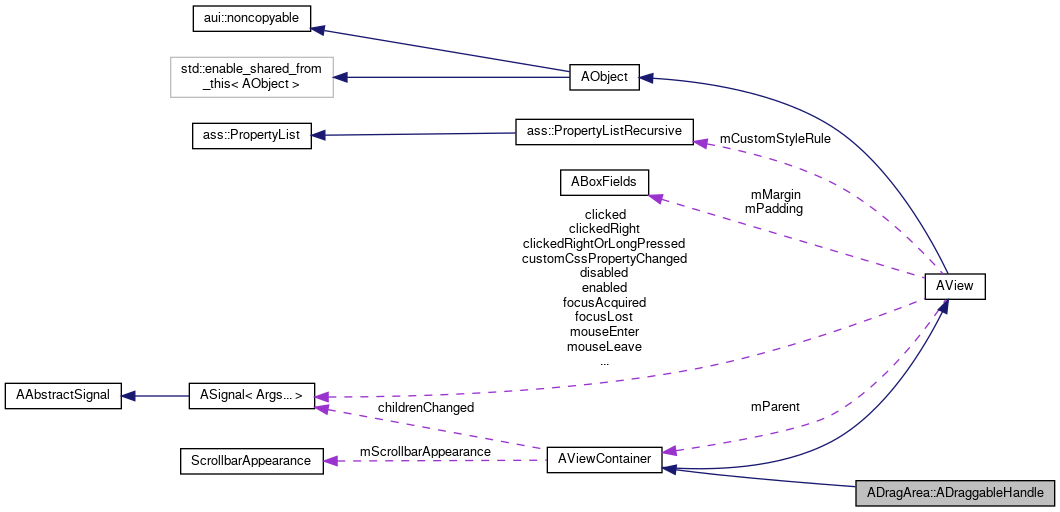 aui::noncopyable
std::enable_shared_from
_this< AObject >
AObject
ass::PropertyList
ass::PropertyListRecursive
mCustomStyleRule
ABoxFields
mMargin
mPadding
clicked
clickedRight
clickedRightOrLongPressed
customCssPropertyChanged
disabled
enabled
focusAcquired
focusLost
mouseEnter
mouseLeave
...
AView
AAbstractSignal
ASignal< Args... >
childrenChanged
mParent
ScrollbarAppearance
mScrollbarAppearance
AViewContainer
ADragArea::ADraggableHandle